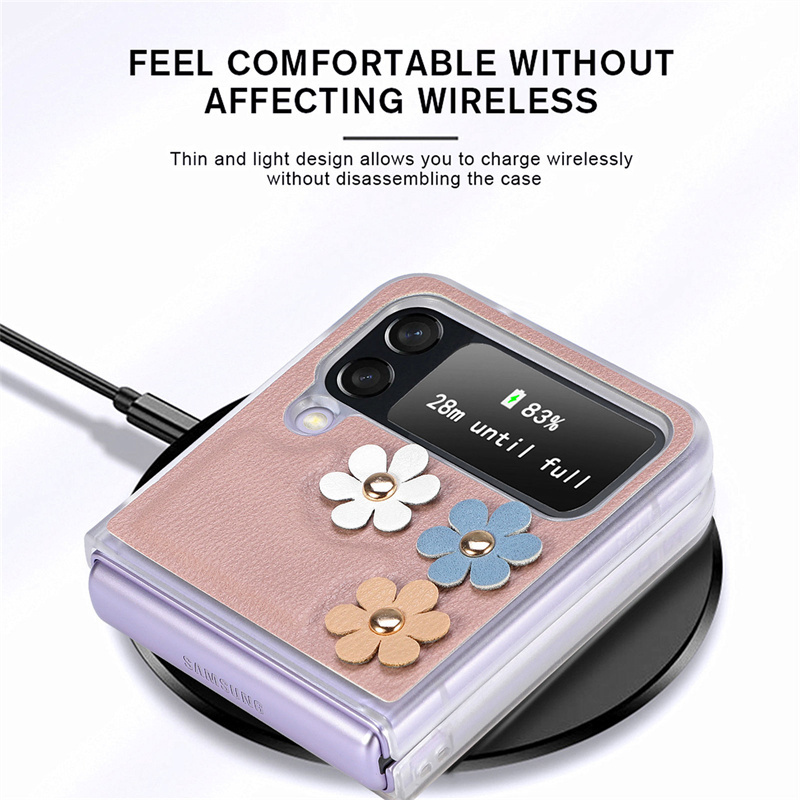 FEEL COMFORTABLE WITHOUT
AFFECTING WIRELESS
Thin and light design allows you to charge wirelessly
without disassembling the case
83%
28m until full
SAMSUNG